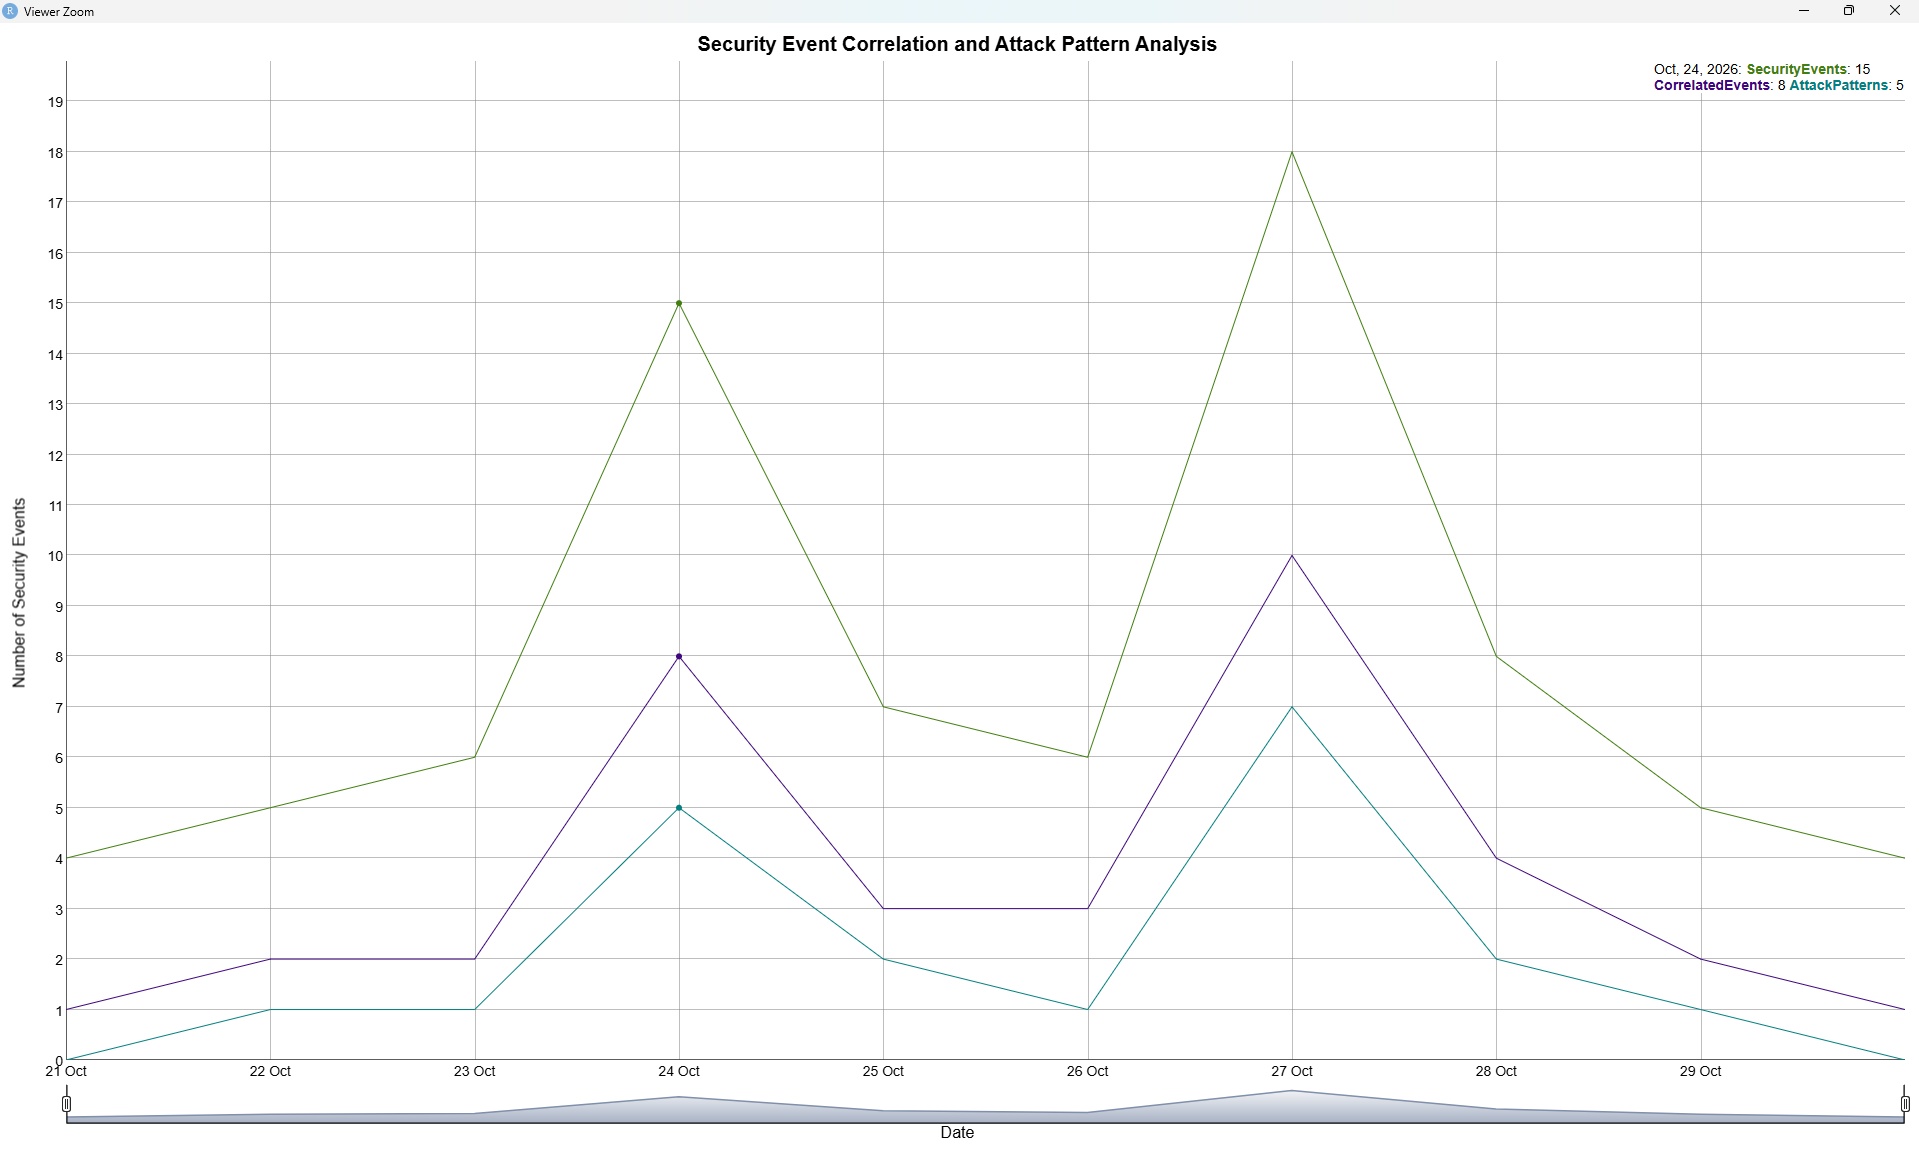 R Viewer Zoom
Security Event Correlation and Attack Pattern Analysis
Oct, 24, 2026: SecurityEvents: 15
CorrelatedEvents: 8 AttackPatterns: 5
19
18
17
16
15
14
13
12
11
10
9
8
7
6
5
4
3
2
1
0
Number of Security Events
21 Oct 22 Oct 23 Oct 24 Oct 25 Oct 26 Oct 27 Oct 28 Oct 29 Oct
Date